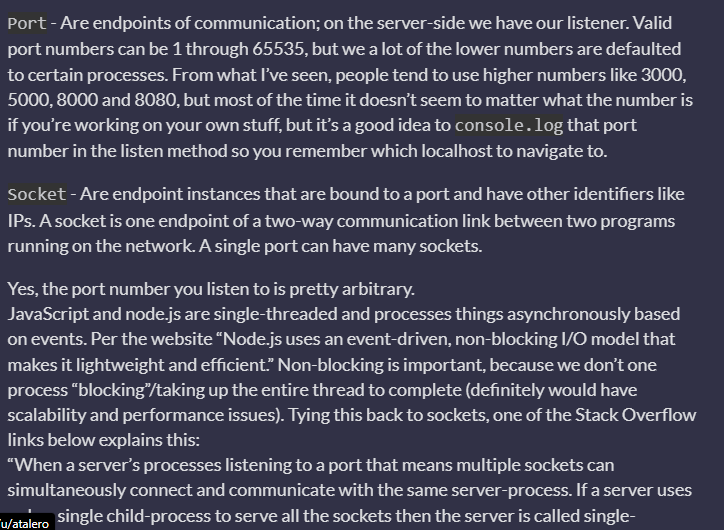 Port - Are endpoints of communication; on the server-side we have our listener. Valid
port numbers can be 1 through 65535, but we a lot of the lower numbers are defaulted
to certain processes. From what I’ve seen, people tend to use higher numbers like 3000,
5000, 8000 and 8080, but most of the time it doesn’t seem to matter what the number is
if you’re working on your own stuff, but it’s a good idea to console.log that port
number in the listen method so you remember which localhost to navigate to.
Socket - Are endpoint instances that are bound to a port and have other identifiers like
IPs. A socket is one endpoint of a two-way communication link between two programs
running on the network. A single port can have many sockets.
Yes, the port number you listen to is pretty arbitrary.
JavaScript and node.js are single-threaded and processes things asynchronously based
on events. Per the website “Node.js uses an event-driven, non-blocking I/O model that
makes it lightweight and efficient.” Non-blocking is important, because we don’t one
process “blocking”/taking up the entire thread to complete (definitely would have
scalability and performance issues). Tying this back to sockets, one of the Stack Overflow
links below explains this:
“When a server’s processes listening to a port that means multiple sockets can
simultaneously connect and communicate with the same server-process. If a server uses
single child-process to serve all the sockets then the server is called single-
/u/atalero